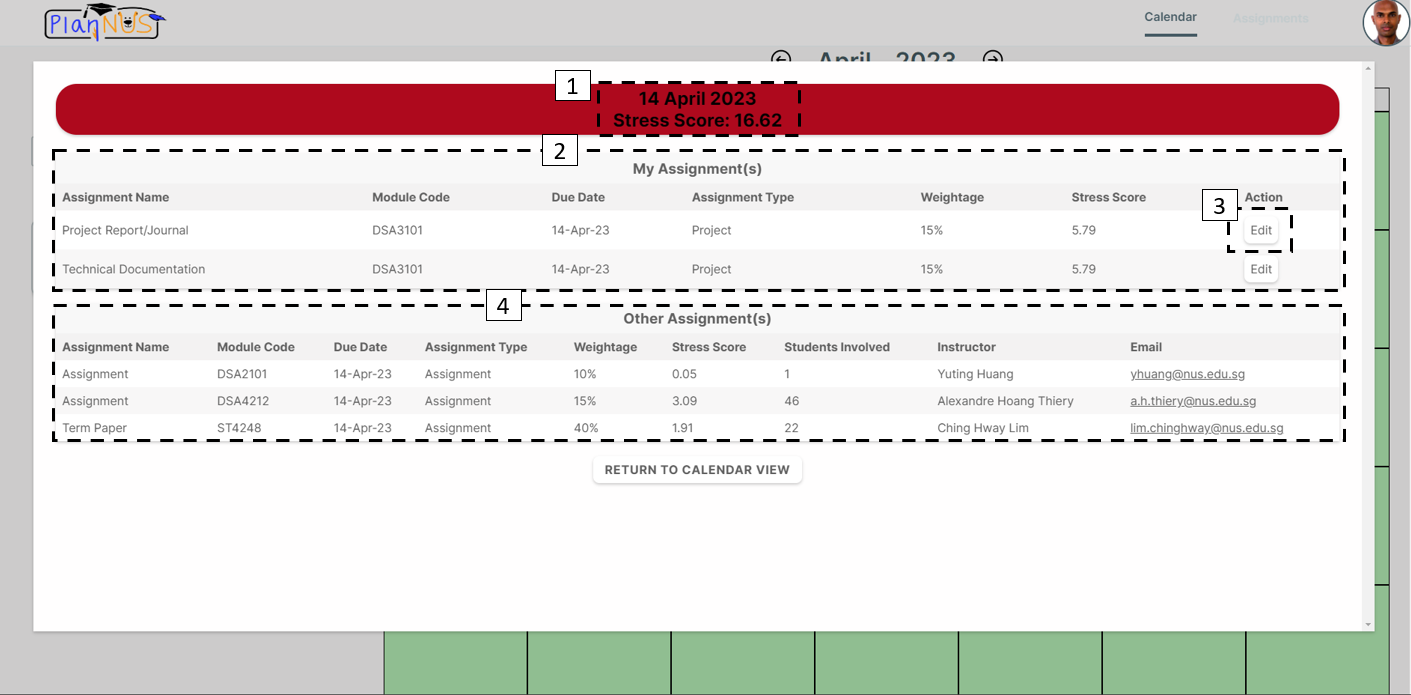 PlanNUS
Calendar
Assignments
April 2023
1
14 April 2023
Stress Score: 16.62
2
My Assignment(s)
Assignment Name Module Code Due Date Assignment Type Weightage Stress Score Action
3
Project Report/Journal DSA3101 14-Apr-23 Project 15% 5.79 Edit
Technical Documentation DSA3101 14-Apr-23 Project 15% 5.79 Edit
4
Other Assignment(s)
Assignment Name Module Code Due Date Assignment Type Weightage Stress Score Students Involved Instructor Email
Assignment DSA2101 14-Apr-23 Assignment 10% 0.05 1 Yuting Huang yhuang@nus.edu.sg
Assignment DSA4212 14-Apr-23 Assignment 15% 3.09 46 Alexandre Hoang Thiery a.h.thiery@nus.edu.sg
Term Paper ST4248 14-Apr-23 Assignment 40% 1.91 22 Ching Hway Lim lim.chinghway@nus.edu.sg
RETURN TO CALENDAR VIEW